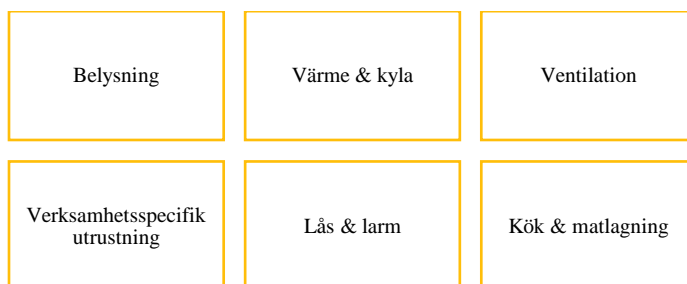 Belysning
Värme & kyla
Ventilation
Verksamhetsspecifik
utrustning
Lås & larm
Kök & matlagning